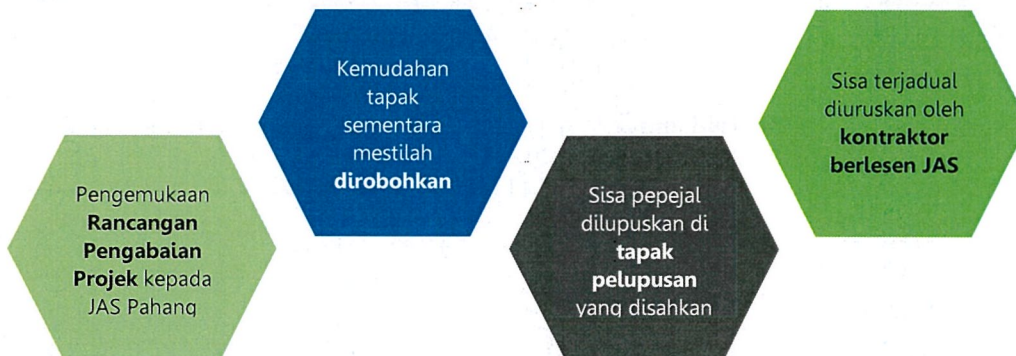 Pengemukaan
Rancangan
Pengabaian
Projek kepada
JAS Pahang
Kemudahan
tapak
sementara
mestilah
dirobohkan
Sisa pepejal
dilupuskan di
tapak
pelupusan
yang disahkan
Sisa terjadual
diuruskan oleh
kontraktor
berlesen JAS